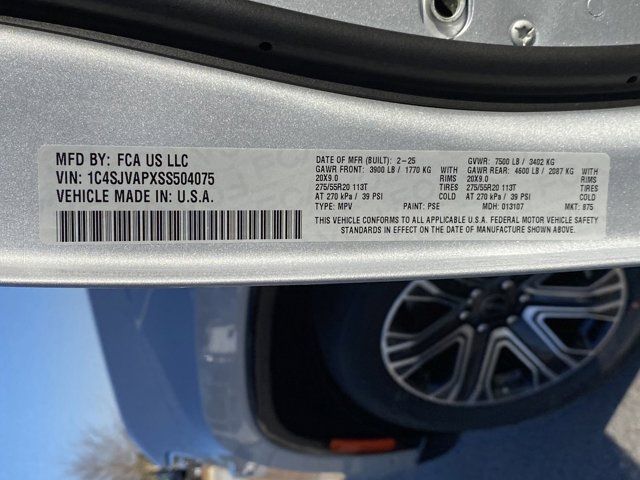 MFD BY: FCA US LLC
VIN: 1C4SJVAPXSS504075
VEHICLE MADE IN: U.S.A.
DATE OF MFR (BUILT): 2-25 GVWR: 7500 LB / 3402 KG
GAWR FRONT: 3900 LB / 1770 KG WITH GAWR REAR: 4600 LB / 2087 KG WITH
20X9.0 RIMS 20X9.0 RIMS
275/55R20 113T TIRES 275/55R20 113T TIRES
AT 270 kPa / 39 PSI COLD AT 270 kPa / 39 PSI COLD
TYPE: MPV PAINT: PSE MDH: 013107 MKT: 875
THIS VEHICLE CONFORMS TO ALL APPLICABLE U.S.A. FEDERAL MOTOR VEHICLE SAFETY
STANDARDS IN EFFECT ON THE DATE OF MANUFACTURE SHOWN ABOVE